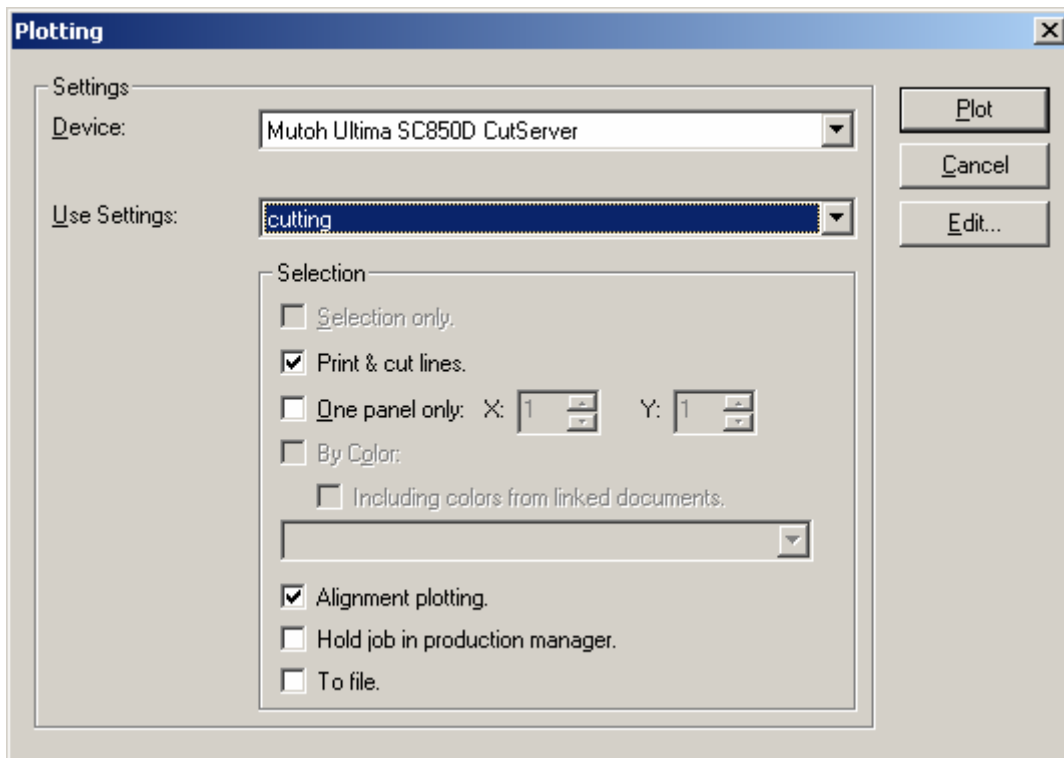 Plotting
Settings
Device: Mutoh Ultima SC850D CutServer
Plot
Cancel
Use Settings: cutting
Edit...
Selection
Selection only.
Print & cut lines.
One panel only: X: 1 Y: 1
By Color:
Including colors from linked documents.
Alignment plotting.
Hold job in production manager.
To file.